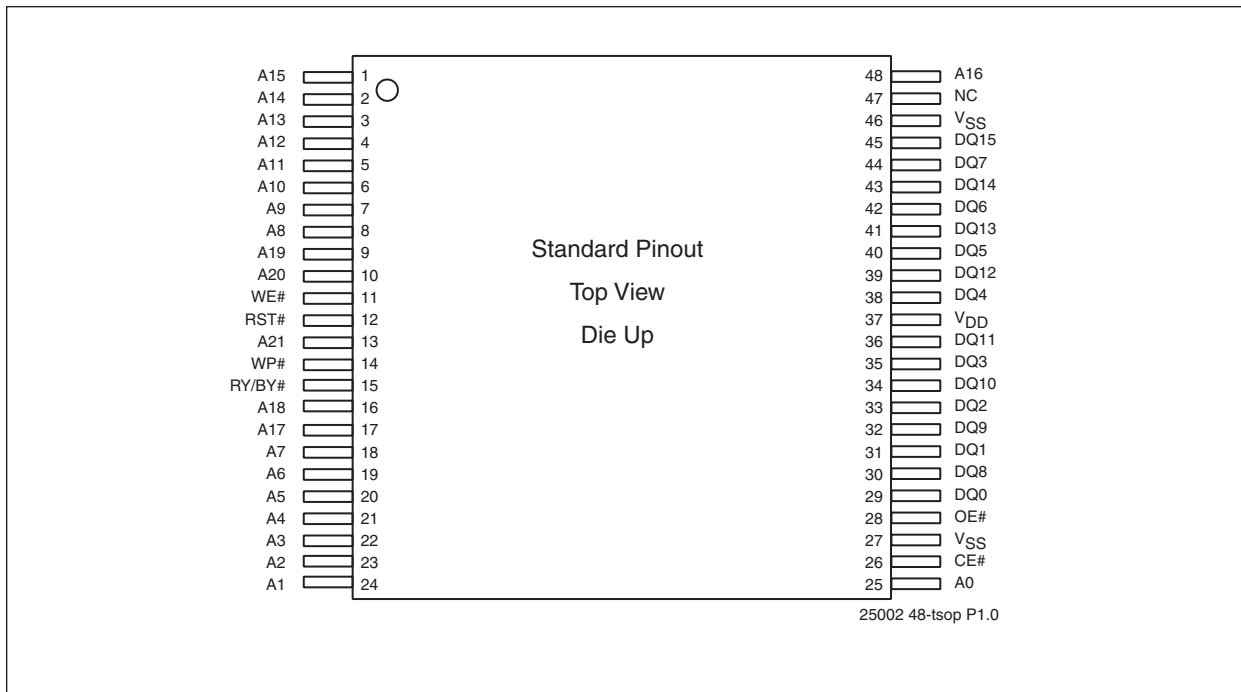 A15 1 48 A16
A14 2 47 NC
A13 3 46 VSS
A12 4 45 DQ15
A11 5 44 DQ7
A10 6 43 DQ14
A9 7 42 DQ6
A8 8 41 DQ13
A19 9 40 DQ5
A20 10 39 DQ12
WE# 11 38 DQ4
RST# 12 37 VDD
A21 13 36 DQ11
WP# 14 35 DQ3
RY/BY# 15 34 DQ10
A18 16 33 DQ2
A17 17 32 DQ9
A7 18 31 DQ1
A6 19 30 DQ8
A5 20 29 DQ0
A4 21 28 OE#
A3 22 27 VSS
A2 23 26 CE#
A1 24 25 A0
Standard Pinout
Top View
Die Up
25002 48-tsop P1.0